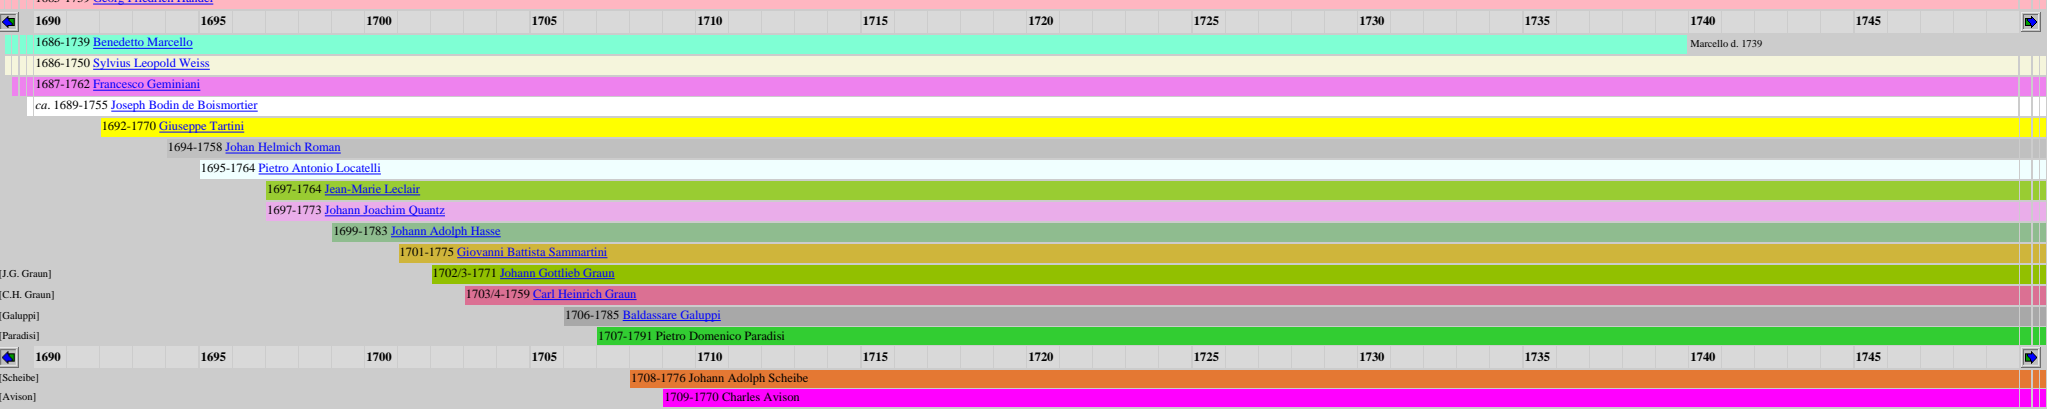 1685-1759 Georg Friedrich Händel
1690 1695 1700 1705 1710 1715 1720 1725 1730 1735 1740 1745
1686-1739 Benedetto Marcello Marcello d. 1739
1686-1750 Sylvius Leopold Weiss
1687-1762 Francesco Geminiani
ca. 1689-1755 Joseph Bodin de Boismortier
1692-1770 Giuseppe Tartini
1694-1758 Johan Helmich Roman
1695-1764 Pietro Antonio Locatelli
1697-1764 Jean-Marie Leclair
1697-1773 Johann Joachim Quantz
1699-1783 Johann Adolph Hasse
1701-1775 Giovanni Battista Sammartini
[J.G. Graun] 1702/3-1771 Johann Gottlieb Graun
[C.H. Graun] 1703/4-1759 Carl Heinrich Graun
[Galuppi] 1706-1785 Baldassare Galuppi
[Paradisi] 1707-1791 Pietro Domenico Paradisi
1690 1695 1700 1705 1710 1715 1720 1725 1730 1735 1740 1745
[Scheibe] 1708-1776 Johann Adolph Scheibe
[Avison] 1709-1770 Charles Avison